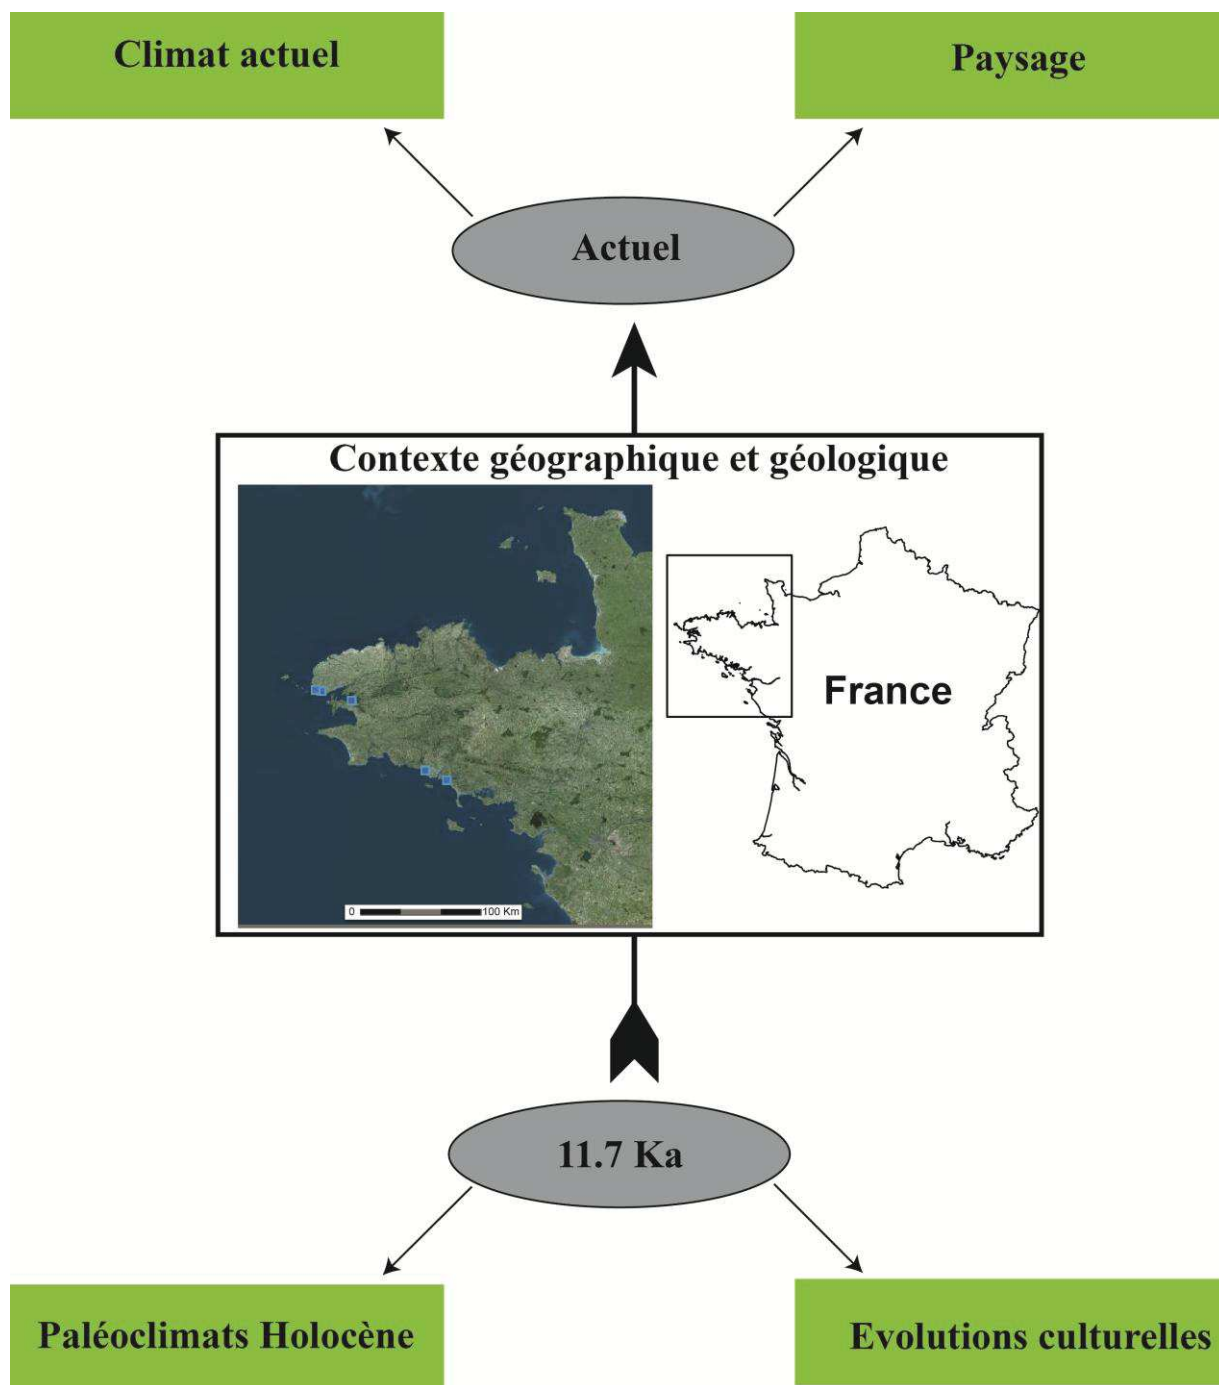 Climat actuel
Paysage
Actuel
Contexte géographique et géologique
France
0 100 Km
11.7 Ka
Paléoclimats Holocène
Evolutions culturelles